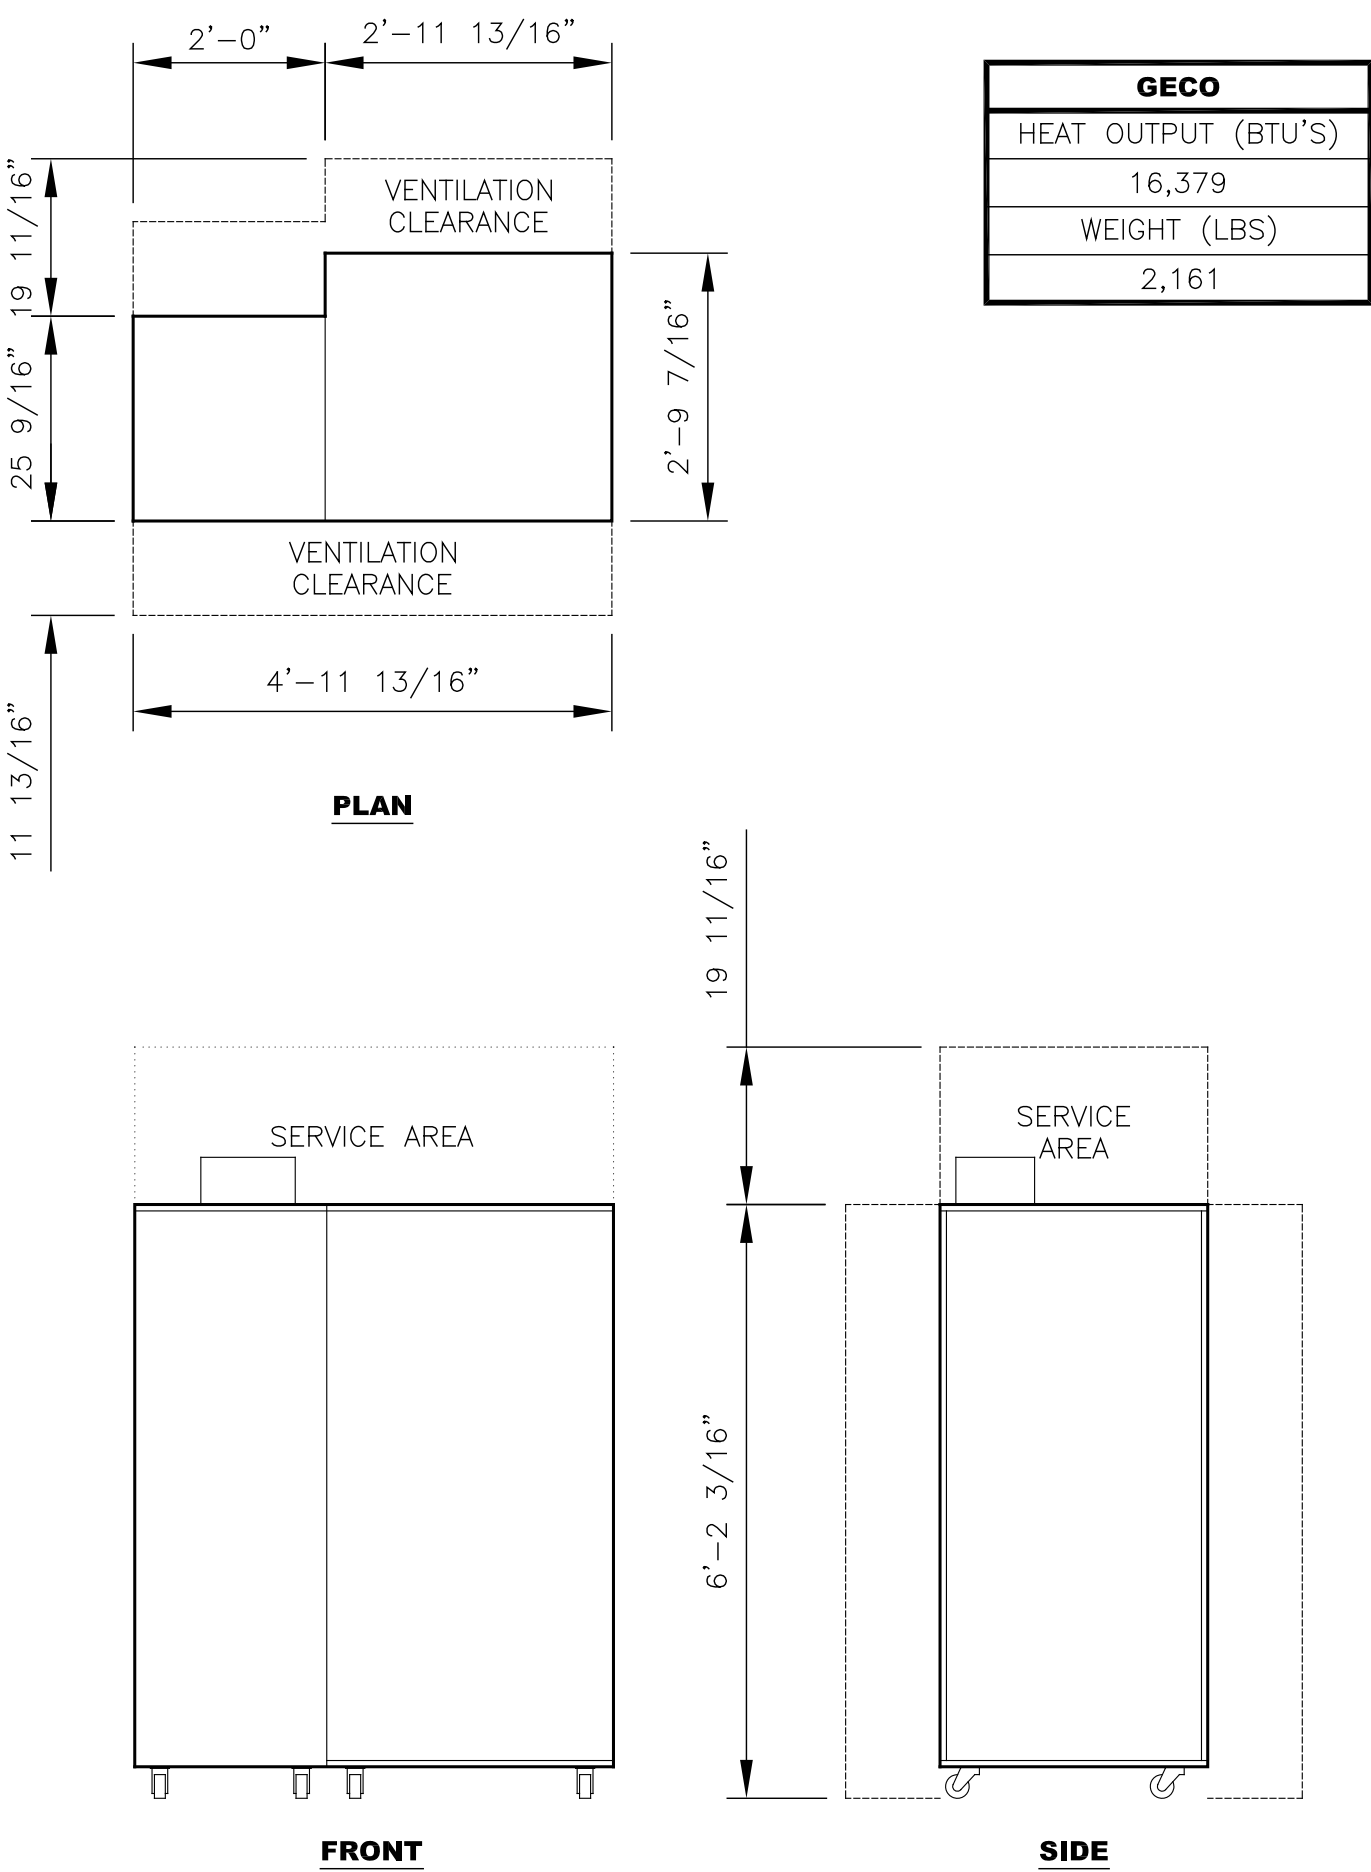 2’–0”
2’–11 13/16”
GECO
HEAT OUTPUT (BTU’S)
16,379
WEIGHT (LBS)
2,161
19 11/16”
VENTILATION
CLEARANCE
25 9/16”
2’–9 7/16”
VENTILATION
CLEARANCE
4’–11 13/16”
11 13/16”
PLAN
19 11/16”
SERVICE AREA
SERVICE
AREA
6’–2 3/16”
FRONT
SIDE